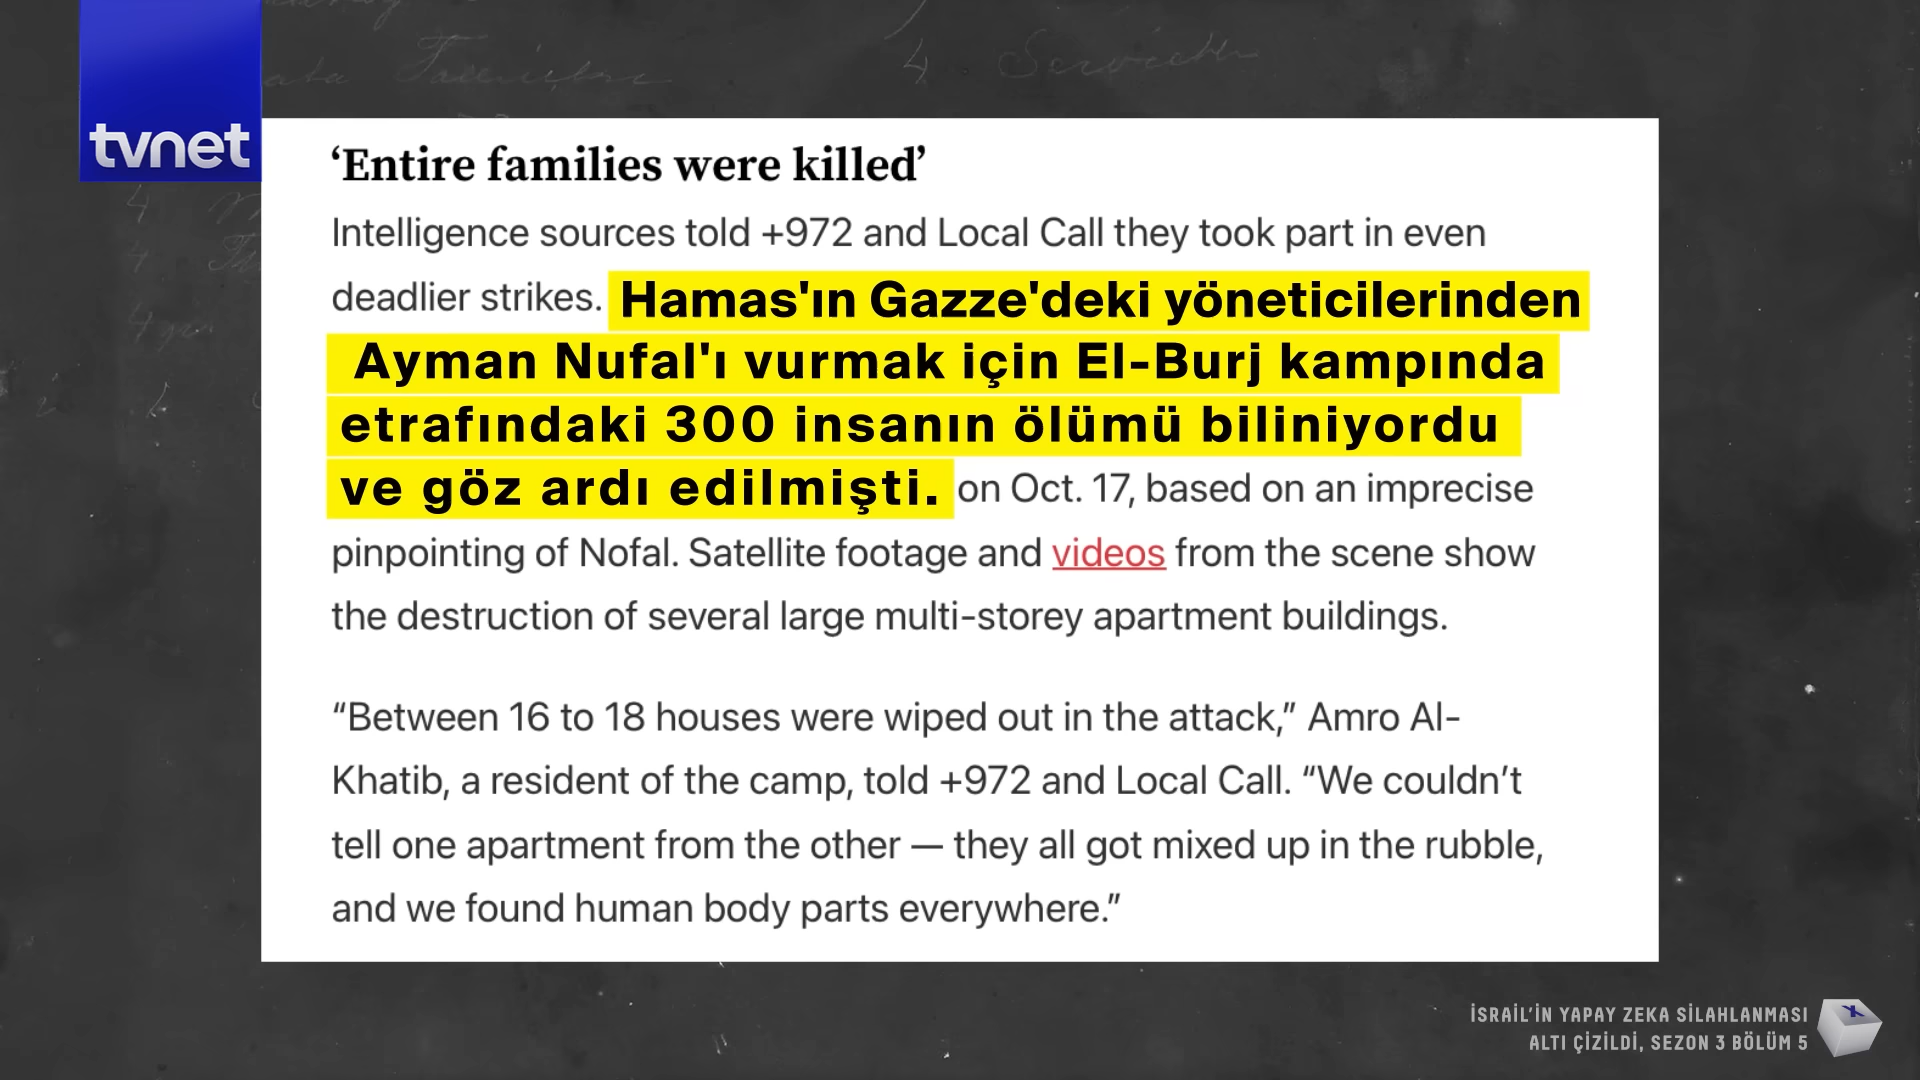 tvnet
‘Entire families were killed’
Intelligence sources told +972 and Local Call they took part in even
deadlier strikes. Hamas'ın Gazze'deki yöneticilerinden
Ayman Nufal'ı vurmak için El-Burj kampında
etrafındaki 300 insanın ölümü biliniyordu
ve göz ardı edilmişti. on Oct. 17, based on an imprecise
pinpointing of Nofal. Satellite footage and videos from the scene show
the destruction of several large multi-storey apartment buildings.
“Between 16 to 18 houses were wiped out in the attack,” Amro Al-
Khatib, a resident of the camp, told +972 and Local Call. “We couldn’t
tell one apartment from the other — they all got mixed up in the rubble,
and we found human body parts everywhere.”
İSRAİL’İN YAPAY ZEKA SİLAHLANMASI
ALTI ÇİZİLDİ, SEZON 3 BÖLÜM 5